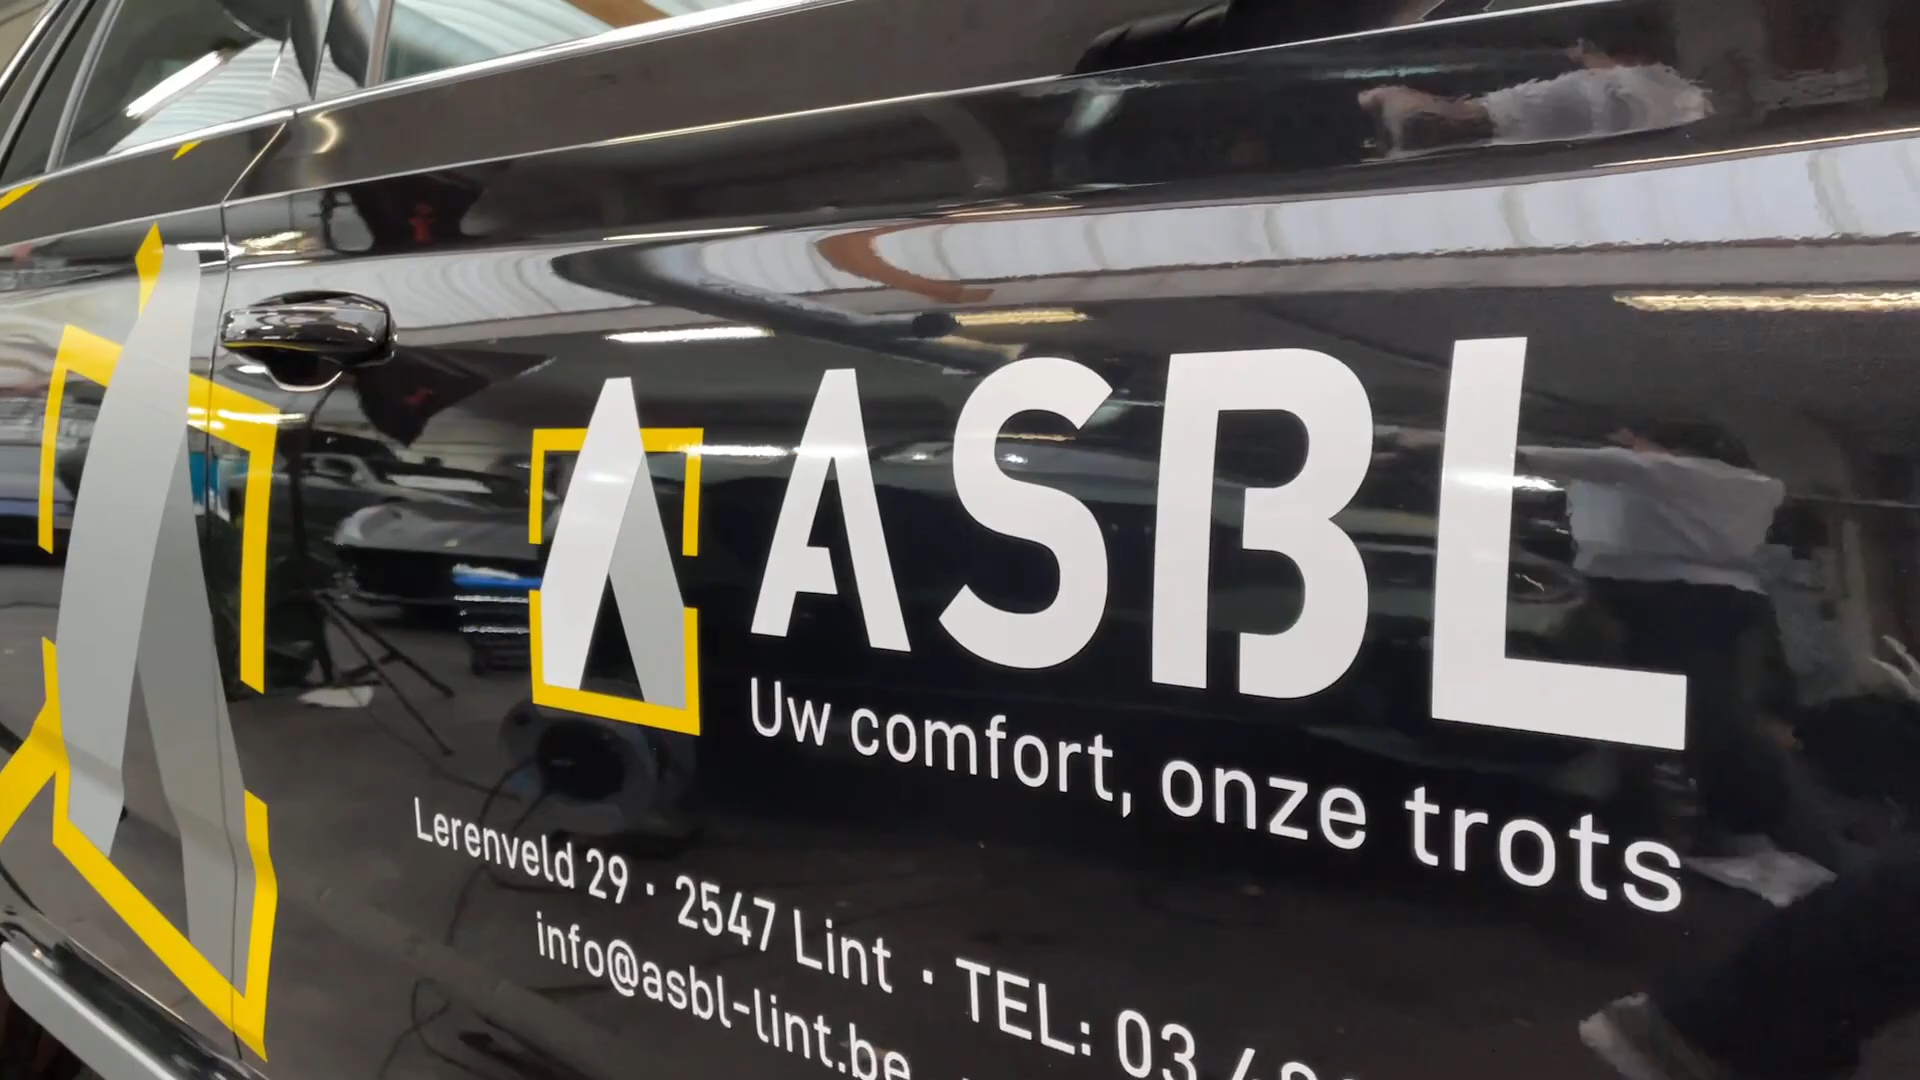 ASBL
Uw comfort, onze trots
Lerenveld 29 · 2547 Lint · TEL: 03
info@asbl-lint.be